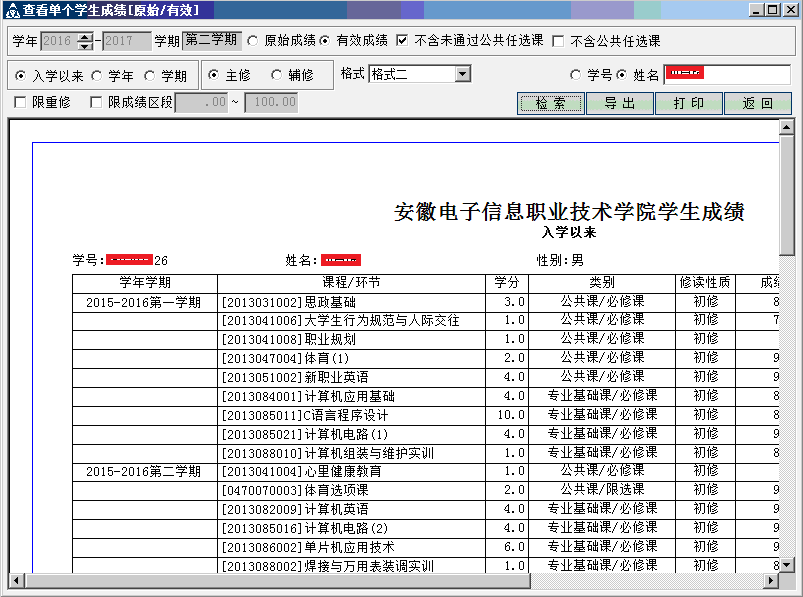 查看单个学生成绩[原始/有效]
学年 2016 - 2017 学期 第二学期 原始成绩 有效成绩 不含未通过公共任选课 不含公共任选课
入学以来 学年 学期 主修 辅修 格式 格式二 学号 姓名
限重修 限成绩区段 .00 ~ 100.00 检 索 导 出 打 印 返 回
安徽电子信息职业技术学院学生成绩
入学以来
学号: 26 姓名: 性别:男
学年学期 课程/环节 学分 类别 修读性质 成绩
2015-2016第一学期 [2013031002]思政基础 3.0 公共课/必修课 初修 8
[2013041006]大学生行为规范与人际交往 1.0 公共课/必修课 初修 7
[2013041008]职业规划 1.0 公共课/必修课 初修
[2013047004]体育(1) 2.0 公共课/必修课 初修 9
[2013051002]新职业英语 4.0 公共课/必修课 初修 9
[2013084001]计算机应用基础 4.0 专业基础课/必修课 初修 8
[2013085011]C语言程序设计 10.0 专业基础课/必修课 初修 8
[2013085021]计算机电路(1) 4.0 专业基础课/必修课 初修 9
[2013088010]计算机组装与维护实训 1.0 专业基础课/必修课 初修 8
2015-2016第二学期 [2013041004]心里健康教育 1.0 公共课/必修课 初修
[0470070003]体育选项课 2.0 公共课/限选课 初修 9
[2013082009]计算机英语 4.0 专业基础课/必修课 初修 9
[2013085016]计算机电路(2) 4.0 专业基础课/必修课 初修 9
[2013086002]单片机应用技术 6.0 专业基础课/必修课 初修 9
[2013088002]焊接与万用表装调实训 1.0 专业基础课/必修课 初修 8